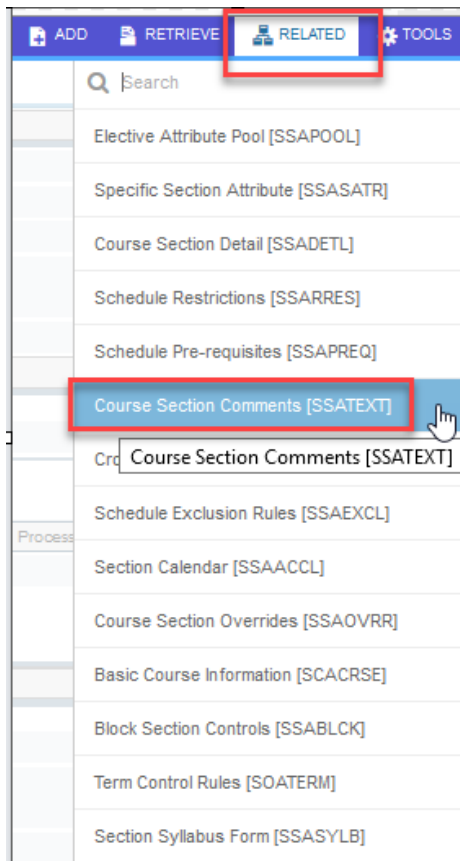 ADD RETRIEVE RELATED TOOLS
Search
Elective Attribute Pool [SSAPOOL]
Specific Section Attribute [SSASATR]
Course Section Detail [SSADETL]
Schedule Restrictions [SSARRES]
Schedule Pre-requisites [SSAPREQ]
Course Section Comments [SSATEXT]
Cro Course Section Comments [SSATEXT]
Schedule Exclusion Rules [SSAEXCL]
Process
Section Calendar [SSAACCL]
Course Section Overrides [SSAOVRR]
Basic Course Information [SCACRSE]
Block Section Controls [SSABLCK]
Term Control Rules [SOATERM]
Section Syllabus Form [SSASYLB]